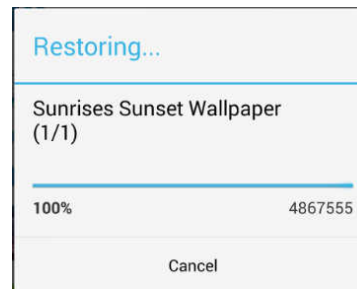 Restoring...
Sunrises Sunset Wallpaper
(1/1)
100%
4867555
Cancel